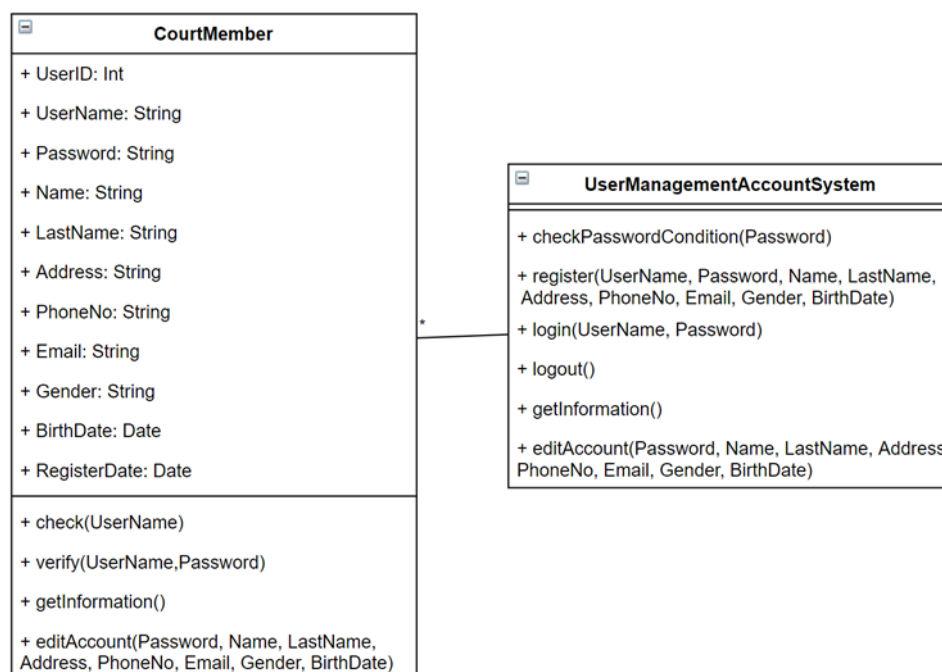 CourtMember
+ UserID: Int
+ UserName: String
+ Password: String
+ Name: String
+ LastName: String
+ Address: String
+ PhoneNo: String
+ Email: String
+ Gender: String
+ BirthDate: Date
+ RegisterDate: Date
+ check(UserName)
+ verify(UserName,Password)
+ getInformation()
+ editAccount(Password, Name, LastName,
Address, PhoneNo, Email, Gender, BirthDate)
*
UserManagementAccountSystem
+ checkPasswordCondition(Password)
+ register(UserName, Password, Name, LastName,
Address, PhoneNo, Email, Gender, BirthDate)
+ login(UserName, Password)
+ logout()
+ getInformation()
+ editAccount(Password, Name, LastName, Address
PhoneNo, Email, Gender, BirthDate)